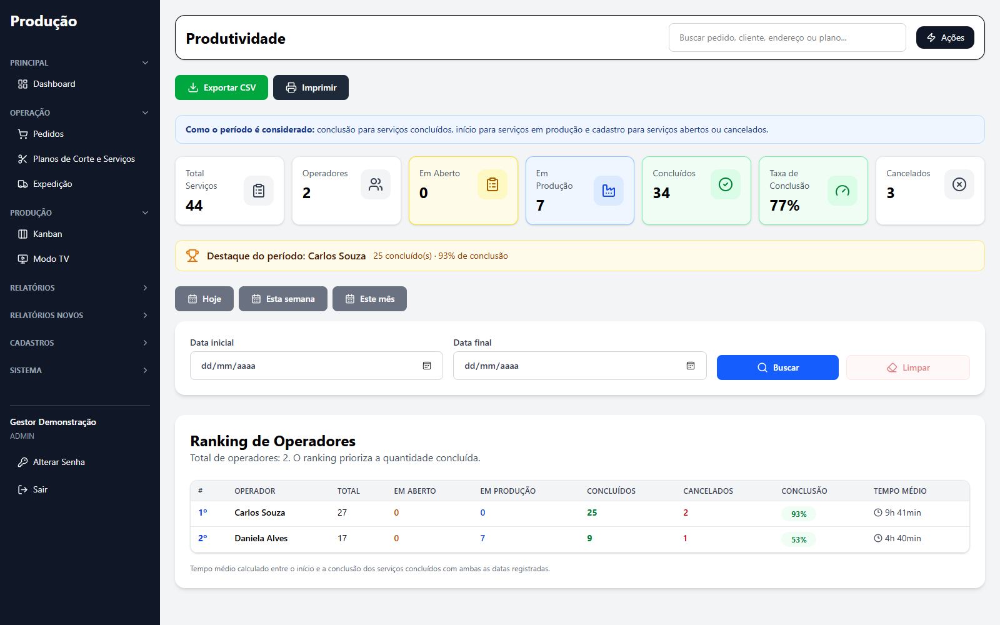 Produção
PRINCIPAL
Dashboard
OPERAÇÃO
Pedidos
Planos de Corte e Serviços
Expedição
PRODUÇÃO
Kanban
Modo TV
RELATÓRIOS
RELATÓRIOS NOVOS
CADASTROS
SISTEMA
Gestor Demonstração
ADMIN
Alterar Senha
Sair
Produtividade
Buscar pedido, cliente, endereço ou plano...
Ações
Exportar CSV
Imprimir
Como o período é considerado: conclusão para serviços concluídos, início para serviços em produção e cadastro para serviços abertos ou cancelados.
Total
Serviços
44
Operadores
2
Em Aberto
0
Em
Produção
7
Concluídos
34
Taxa de
Conclusão
77%
Cancelados
3
Destaque do período: Carlos Souza 25 concluído(s) · 93% de conclusão
Hoje
Esta semana
Este mês
Data inicial
dd/mm/aaaa
Data final
dd/mm/aaaa
Buscar
Limpar
Ranking de Operadores
Total de operadores: 2. O ranking prioriza a quantidade concluída.
# OPERADOR TOTAL EM ABERTO EM PRODUÇÃO CONCLUÍDOS CANCELADOS CONCLUSÃO TEMPO MÉDIO
1º Carlos Souza 27 0 0 25 2 93% 9h 41min
2º Daniela Alves 17 0 7 9 1 53% 4h 40min
Tempo médio calculado entre o início e a conclusão dos serviços concluídos com ambas as datas registradas.